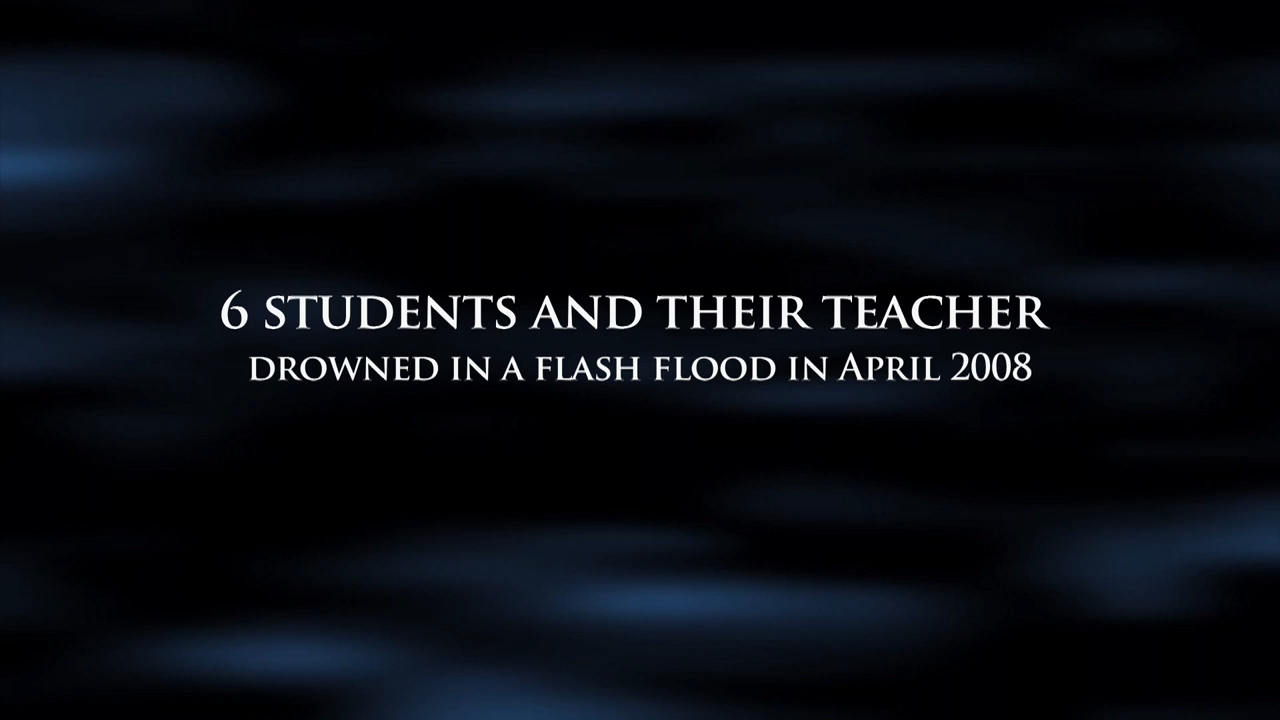 6 STUDENTS AND THEIR TEACHER
DROWNED IN A FLASH FLOOD IN APRIL 2008